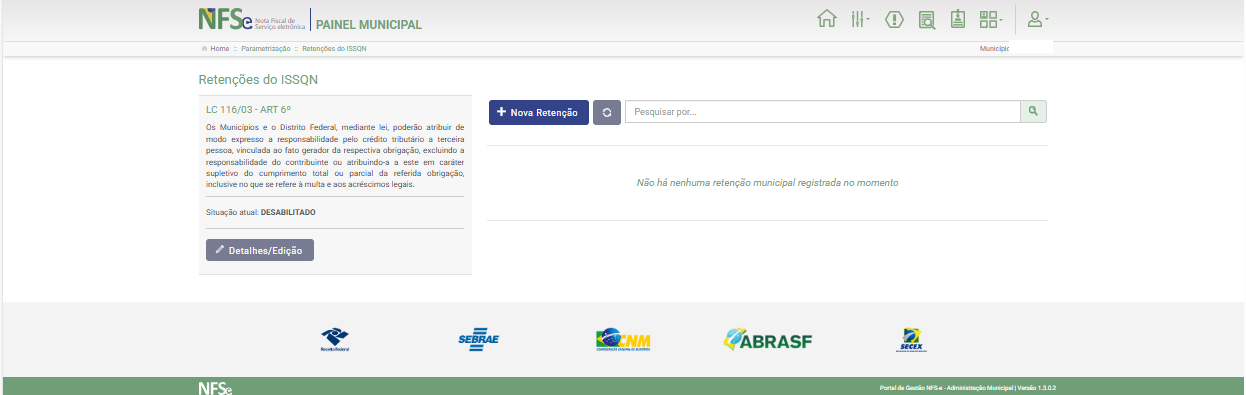 NFSe Nota Fiscal de
Serviço eletrônica
PAINEL MUNICIPAL
Home :: Parametrização :: Retenções do ISSQN
Município
Retenções do ISSQN
LC 116/03 - ART 6º
Os Municípios e o Distrito Federal, mediante lei, poderão atribuir de
modo expresso a responsabilidade pelo crédito tributário a terceira
pessoa, vinculada ao fato gerador da respectiva obrigação, excluindo a
responsabilidade do contribuinte ou atribuindo-a a este em caráter
supletivo do cumprimento total ou parcial da referida obrigação,
inclusive no que se refere à multa e aos acréscimos legais.
Situação atual: DESABILITADO
Detalhes/Edição
Nova Retenção
Pesquisar por...
Não há nenhuma retenção municipal registrada no momento
Receita Federal
SEBRAE
CNM
ABRASF
SECEX
NFSe
Portal de Gestão NFS-e - Administração Municipal | Versão 1.3.0.2